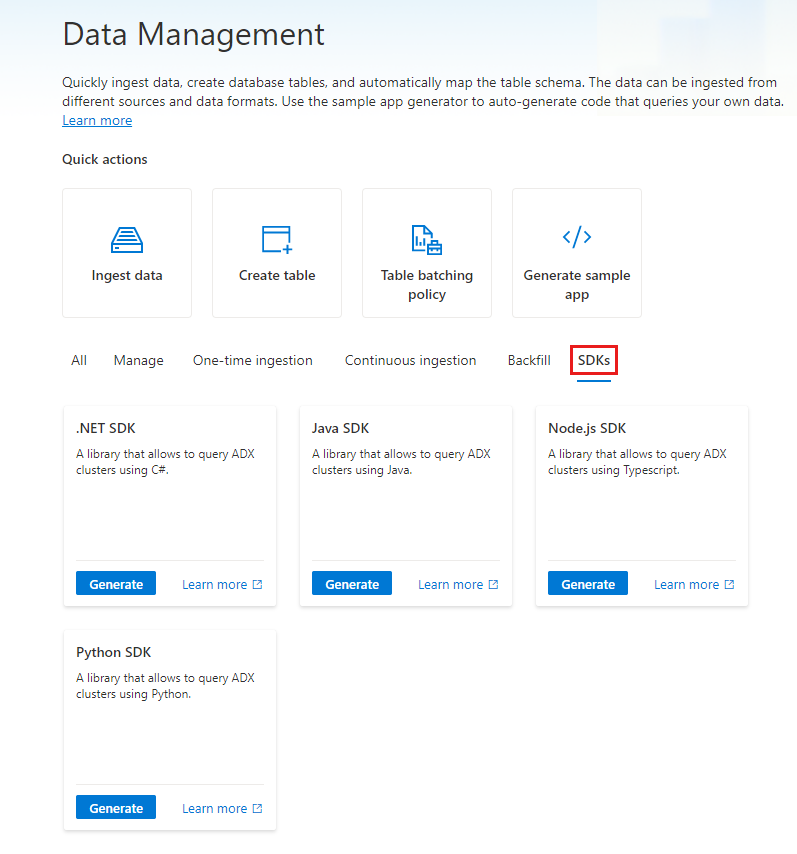 Data Management
Quickly ingest data, create database tables, and automatically map the table schema. The data can be ingested from
different sources and data formats. Use the sample app generator to auto-generate code that queries your own data.
Learn more
Quick actions
Ingest data
Create table
Table batching
policy
Generate sample
app
All
Manage
One-time ingestion
Continuous ingestion
Backfill
SDKs
.NET SDK
A library that allows to query ADX
clusters using C#.
Generate
Learn more
Java SDK
A library that allows to query ADX
clusters using Java.
Generate
Learn more
Node.js SDK
A library that allows to query ADX
clusters using Typescript.
Generate
Learn more
Python SDK
A library that allows to query ADX
clusters using Python.
Generate
Learn more